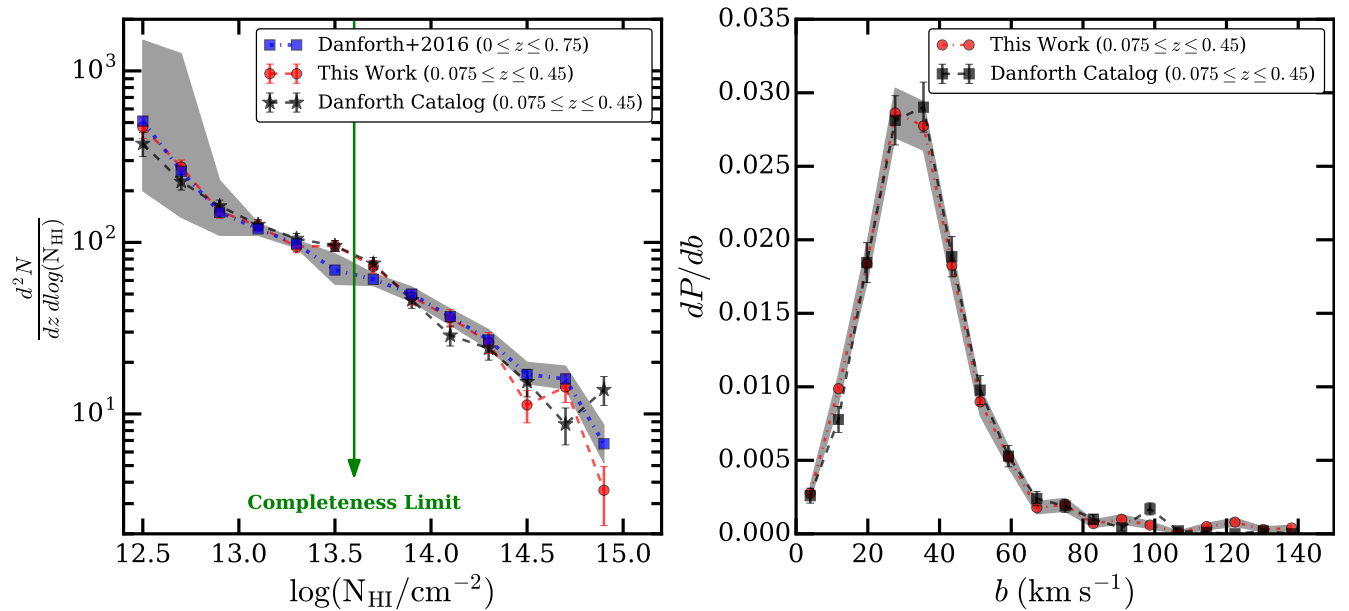 10³
10²
10¹
d²N
dz dlog(N_HI)
Danforth+2016 (0 ≤ z ≤ 0.75)
This Work (0.075 ≤ z ≤ 0.45)
Danforth Catalog (0.075 ≤ z ≤ 0.45)
Completeness Limit
12.5 13.0 13.5 14.0 14.5 15.0
log(N_HI/cm⁻²)
0.035
0.030
0.025
0.020
0.015
0.010
0.005
0.000
dP/db
This Work (0.075 ≤ z ≤ 0.45)
Danforth Catalog (0.075 ≤ z ≤ 0.45)
0 20 40 60 80 100 120 140
b (km s⁻¹)